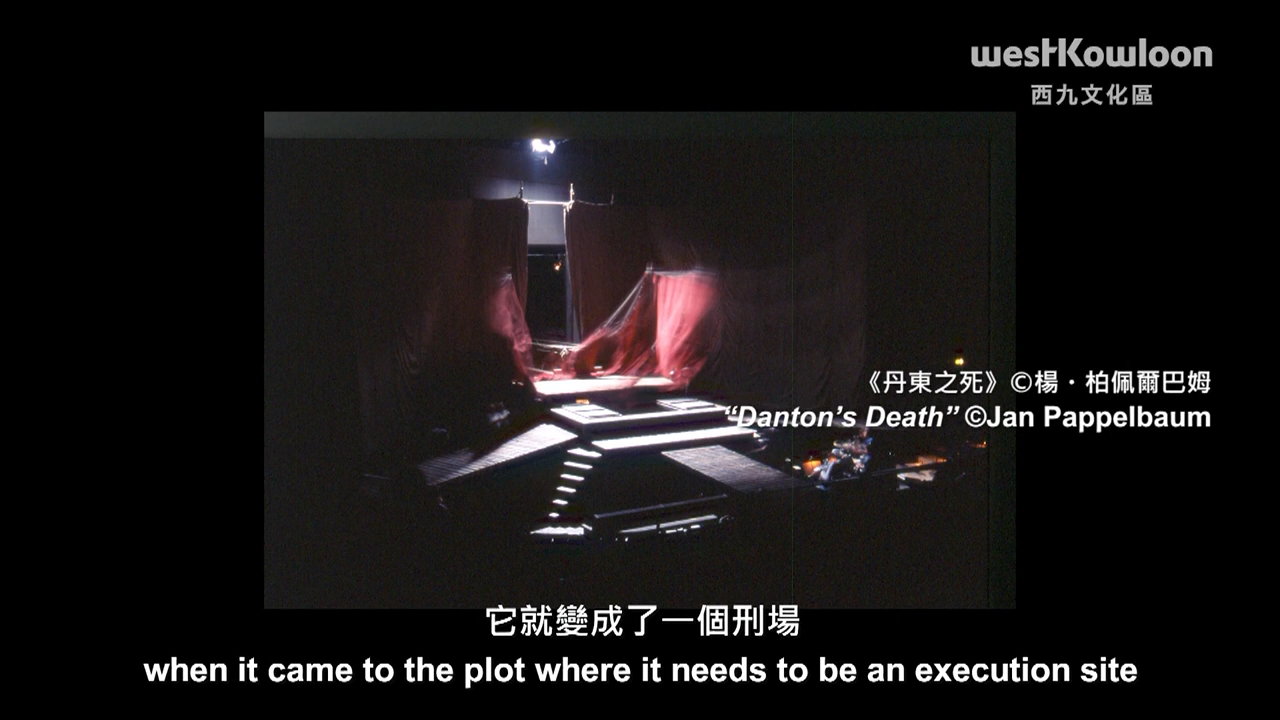 westKowloon
西九文化區
《丹東之死》©楊・柏佩爾巴姆
“Danton’s Death” ©Jan Pappelbaum
它就變成了一個刑場
when it came to the plot where it needs to be an execution site